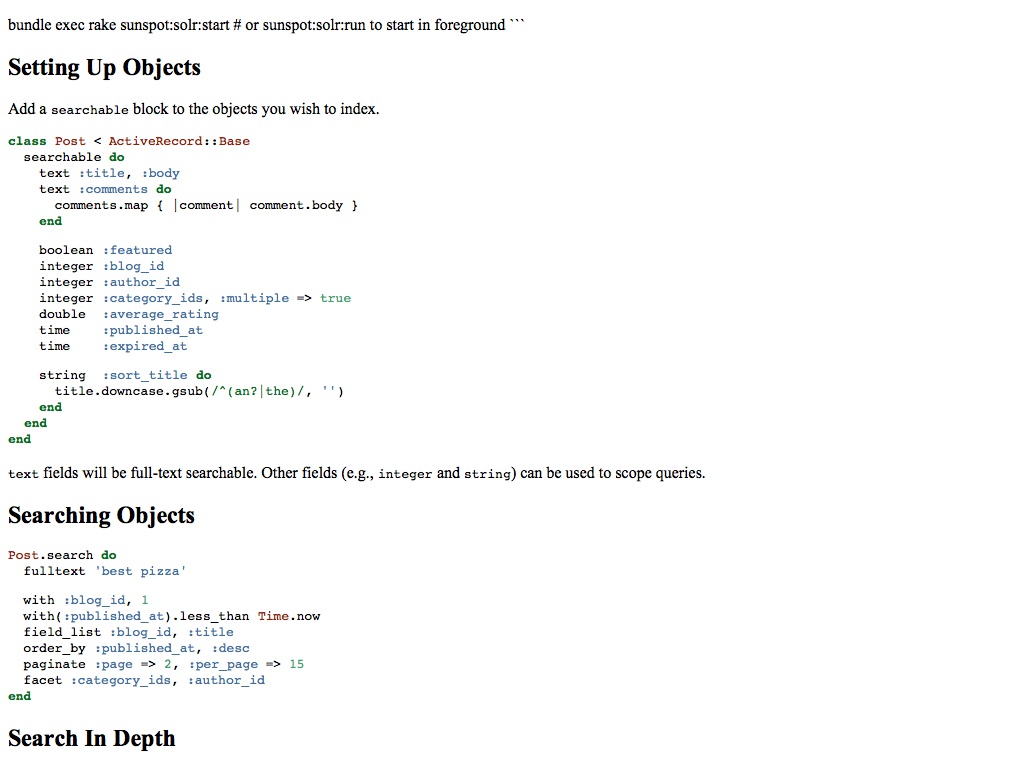 bundle exec rake sunspot:solr:start # or sunspot:solr:run to start in foreground ```
Setting Up Objects
Add a searchable block to the objects you wish to index.
class Post < ActiveRecord::Base
  searchable do
    text :title, :body
    text :comments do
      comments.map { |comment| comment.body }
    end

    boolean :featured
    integer :blog_id
    integer :author_id
    integer :category_ids, :multiple => true
    double  :average_rating
    time    :published_at
    time    :expired_at

    string  :sort_title do
      title.downcase.gsub(/^(an?|the)/, '')
    end
  end
end
text fields will be full-text searchable. Other fields (e.g., integer and string) can be used to scope queries.
Searching Objects
Post.search do
  fulltext 'best pizza'

  with :blog_id, 1
  with(:published_at).less_than Time.now
  field_list :blog_id, :title
  order_by :published_at, :desc
  paginate :page => 2, :per_page => 15
  facet :category_ids, :author_id
end
Search In Depth